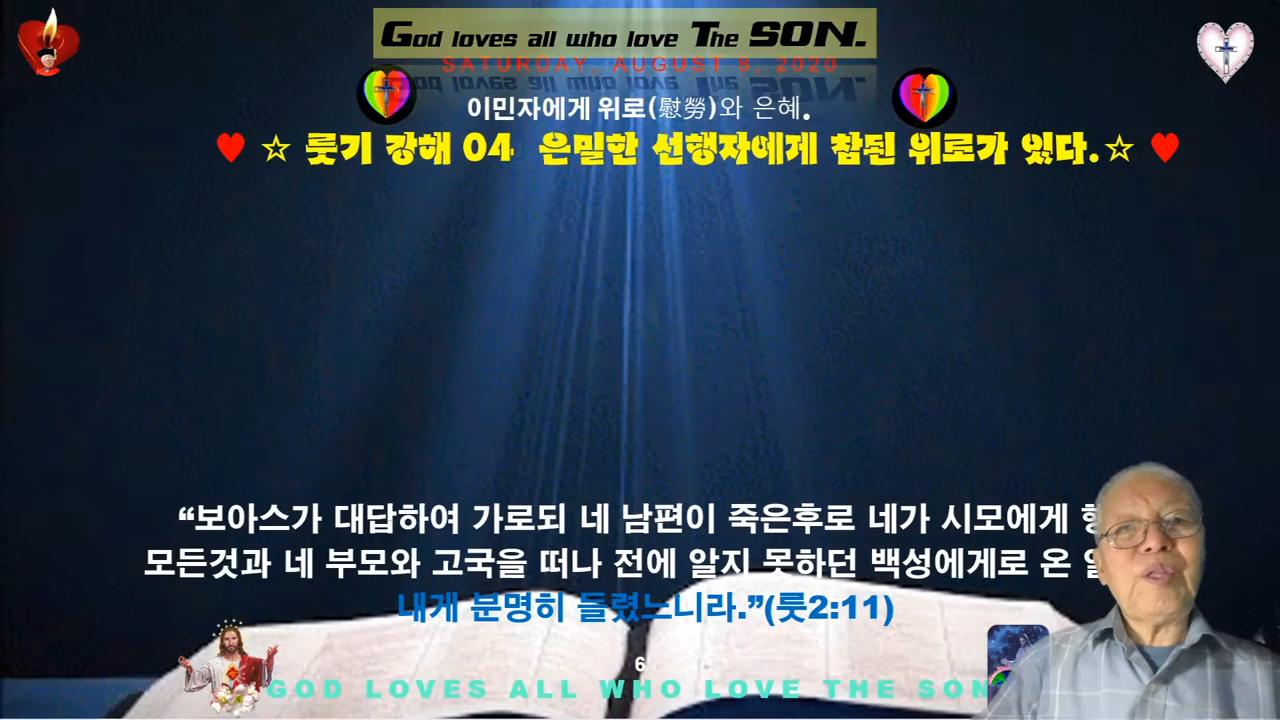 God loves all who love The SON.
SATURDAY, AUGUST 8, 2020
이민자에게 위로(慰勞)와 은혜.
♥ ☆ 룻기 강해 04 은밀한 선행자에게 참된 위로가 있다.☆ ♥
“보아스가 대답하여 가로되 네 남편이 죽은후로 네가 시모에게
모든것과 네 부모와 고국을 떠나 전에 알지 못하던 백성에게로 온
내게 분명히 들렸느니라.”(룻2:11)
6
GOD LOVES ALL WHO LOVE THE SON